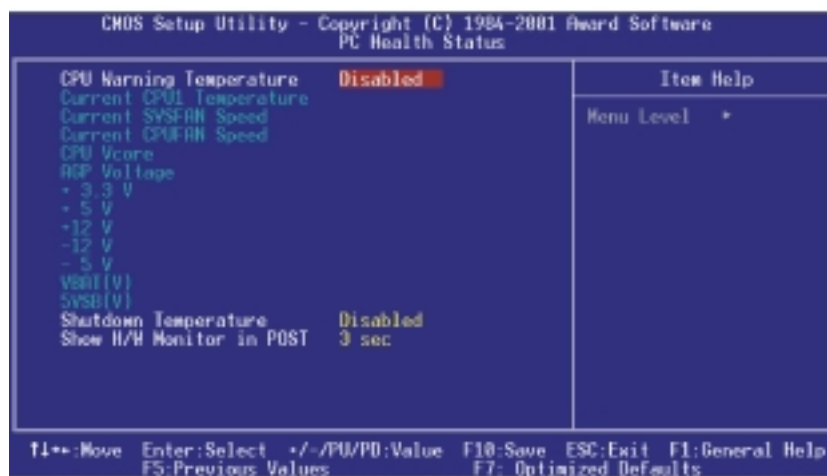 CMOS Setup Utility - Copyright (C) 1984-2001 Award Software
PC Health Status
CPU Warning Temperature Disabled
Current CPU1 Temperature
Current SYSFAN Speed
Current CPUFAN Speed
CPU Vcore
AGP Voltage
+ 3.3 V
+ 5 V
+12 V
-12 V
- 5 V
VBAT(V)
5VSB(V)
Shutdown Temperature Disabled
Show H/W Monitor in POST 3 sec
Item Help
Menu Level ►
↑↓→←:Move Enter:Select +/-/PU/PD:Value F10:Save ESC:Exit F1:General Help
F5:Previous Values F7: Optimized Defaults